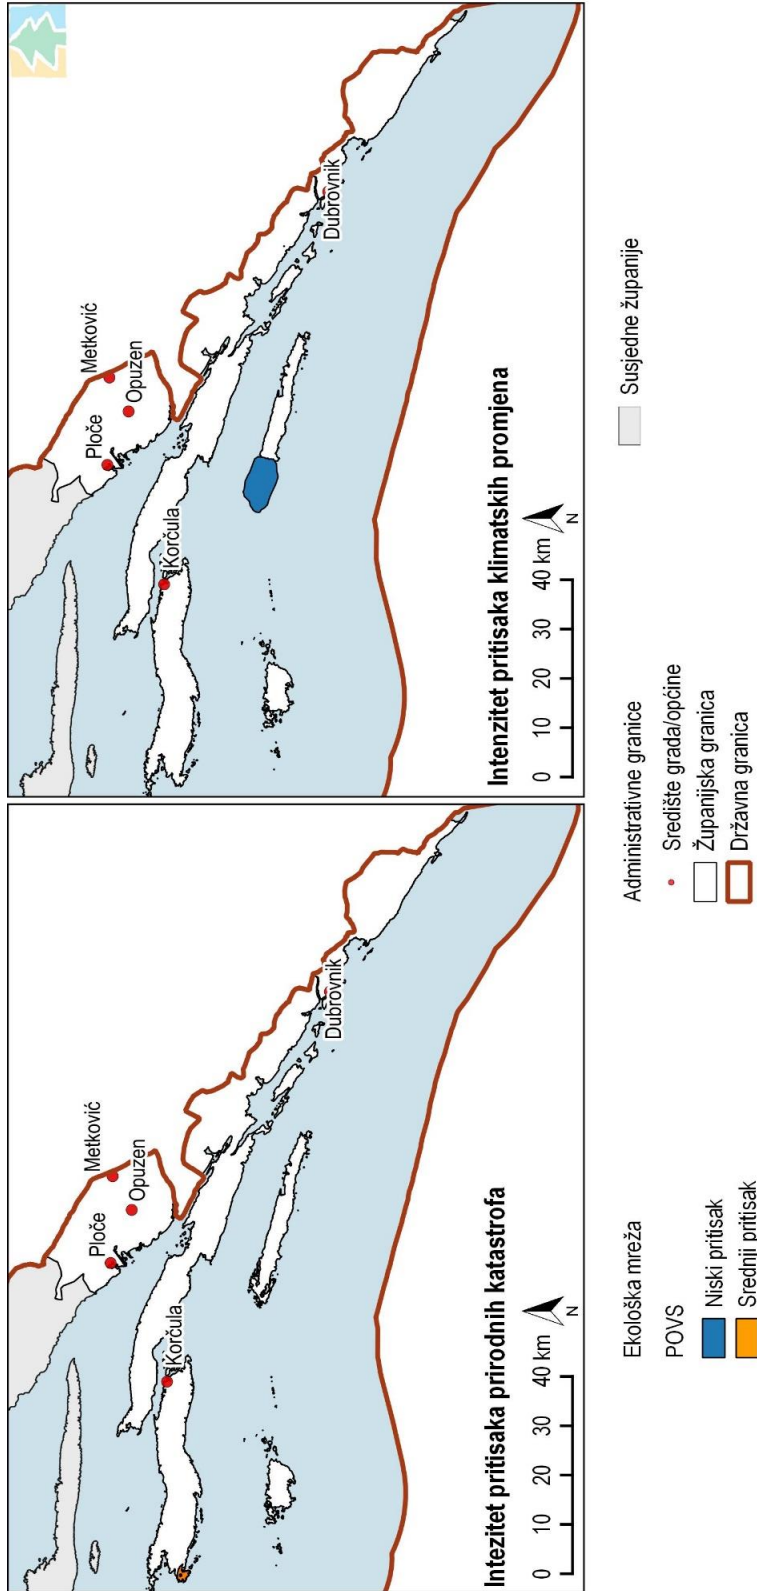 Metković
Ploče
Opuzen
Korčula
Dubrovnik
Intezitet pritisaka prirodnih katastrofa
0 10 20 30 40 km
N
Metković
Ploče
Opuzen
Korčula
Dubrovnik
Intenzitet pritisaka klimatskih promjena
0 10 20 30 40 km
N
Ekološka mreža
POVS
Niski pritisak
Srednii pritisak
Administrativne granice
Središte grada/općine
Županijska granica
Državna granica
Susjedne županije